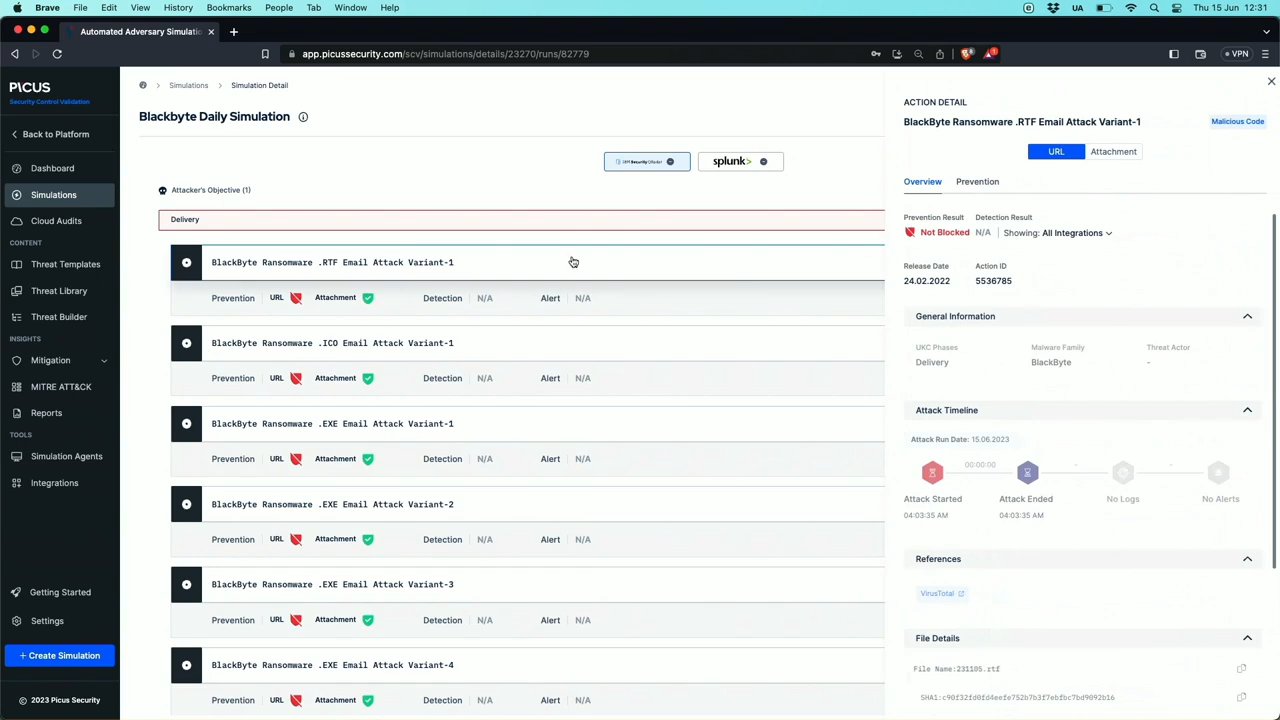 Brave File Edit View History Bookmarks People Tab Window Help UA Thu 15 Jun 12:31
Automated Adversary Simulati
app.picussecurity.com/scv/simulations/details/23270/runs/82779 VPN
PICUS
Security Control Validation
Back to Platform
Dashboard
Simulations
Cloud Audits
CONTENT
Threat Templates
Threat Library
Threat Builder
INSIGHTS
Mitigation
MITRE ATT&CK
Reports
TOOLS
Simulation Agents
Integrations
Getting Started
Settings
+ Create Simulation
© 2023 Picus Security
Simulations > Simulation Detail
Blackbyte Daily Simulation
IBM Security QRadar splunk>
Attacker's Objective (1)
Delivery
BlackByte Ransomware .RTF Email Attack Variant-1
Prevention URL Attachment Detection N/A Alert N/A
BlackByte Ransomware .ICO Email Attack Variant-1
Prevention URL Attachment Detection N/A Alert N/A
BlackByte Ransomware .EXE Email Attack Variant-1
Prevention URL Attachment Detection N/A Alert N/A
BlackByte Ransomware .EXE Email Attack Variant-2
Prevention URL Attachment Detection N/A Alert N/A
BlackByte Ransomware .EXE Email Attack Variant-3
Prevention URL Attachment Detection N/A Alert N/A
BlackByte Ransomware .EXE Email Attack Variant-4
Prevention URL Attachment Detection N/A Alert N/A
ACTION DETAIL
BlackByte Ransomware .RTF Email Attack Variant-1 Malicious Code
URL Attachment
Overview Prevention
Prevention Result Detection Result
Not Blocked N/A Showing: All Integrations
Release Date Action ID
24.02.2022 5536785
General Information
UKC Phases Malware Family Threat Actor
Delivery BlackByte -
Attack Timeline
Attack Run Date: 15.06.2023
00:00:00 - -
Attack Started Attack Ended No Logs No Alerts
04:03:35 AM 04:03:35 AM
References
VirusTotal
File Details
File Name:231105.rtf
SHA1:c90f32fd0fd4eefe752b7b3f7ebfbc7bd9092b16